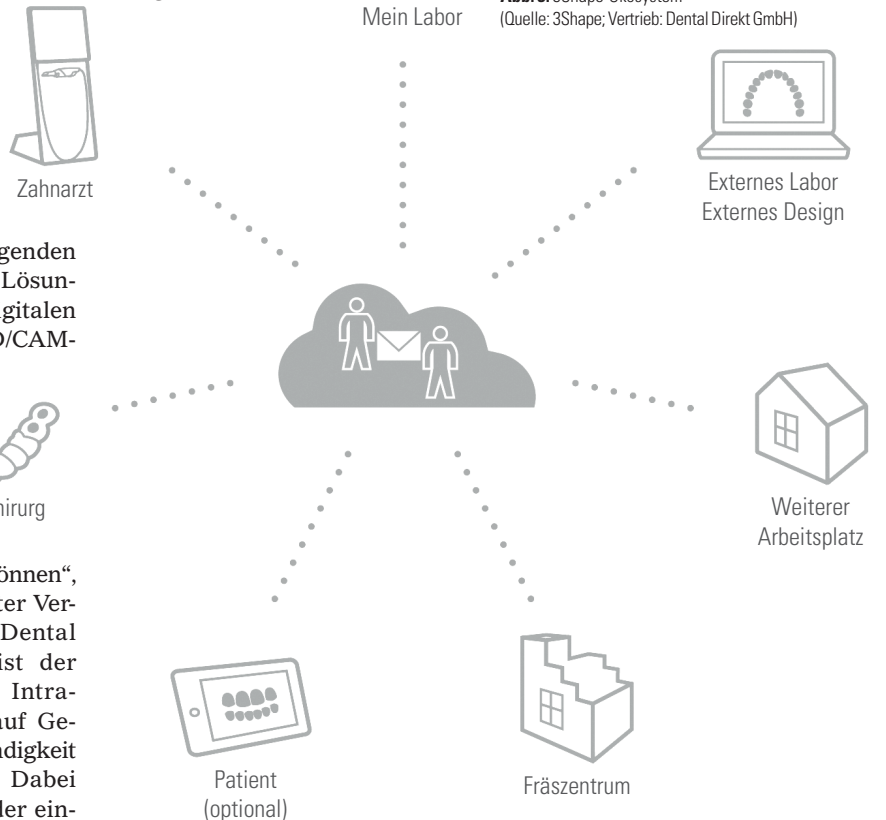 Mein Labor
(Quelle: 3Shape; Vertrieb: Dental Direkt GmbH)
Zahnarzt
Externes Labor
Externes Design
genden
Lösun-
gitalen
D/CAM-
hirurg
Weiterer
Arbeitsplatz
önnen“,
ter Ver-
Dental
ist der
Intra-
auf Ge-
ndigkeit
Dabei
der ein-
Patient
(optional)
Fräszentrum